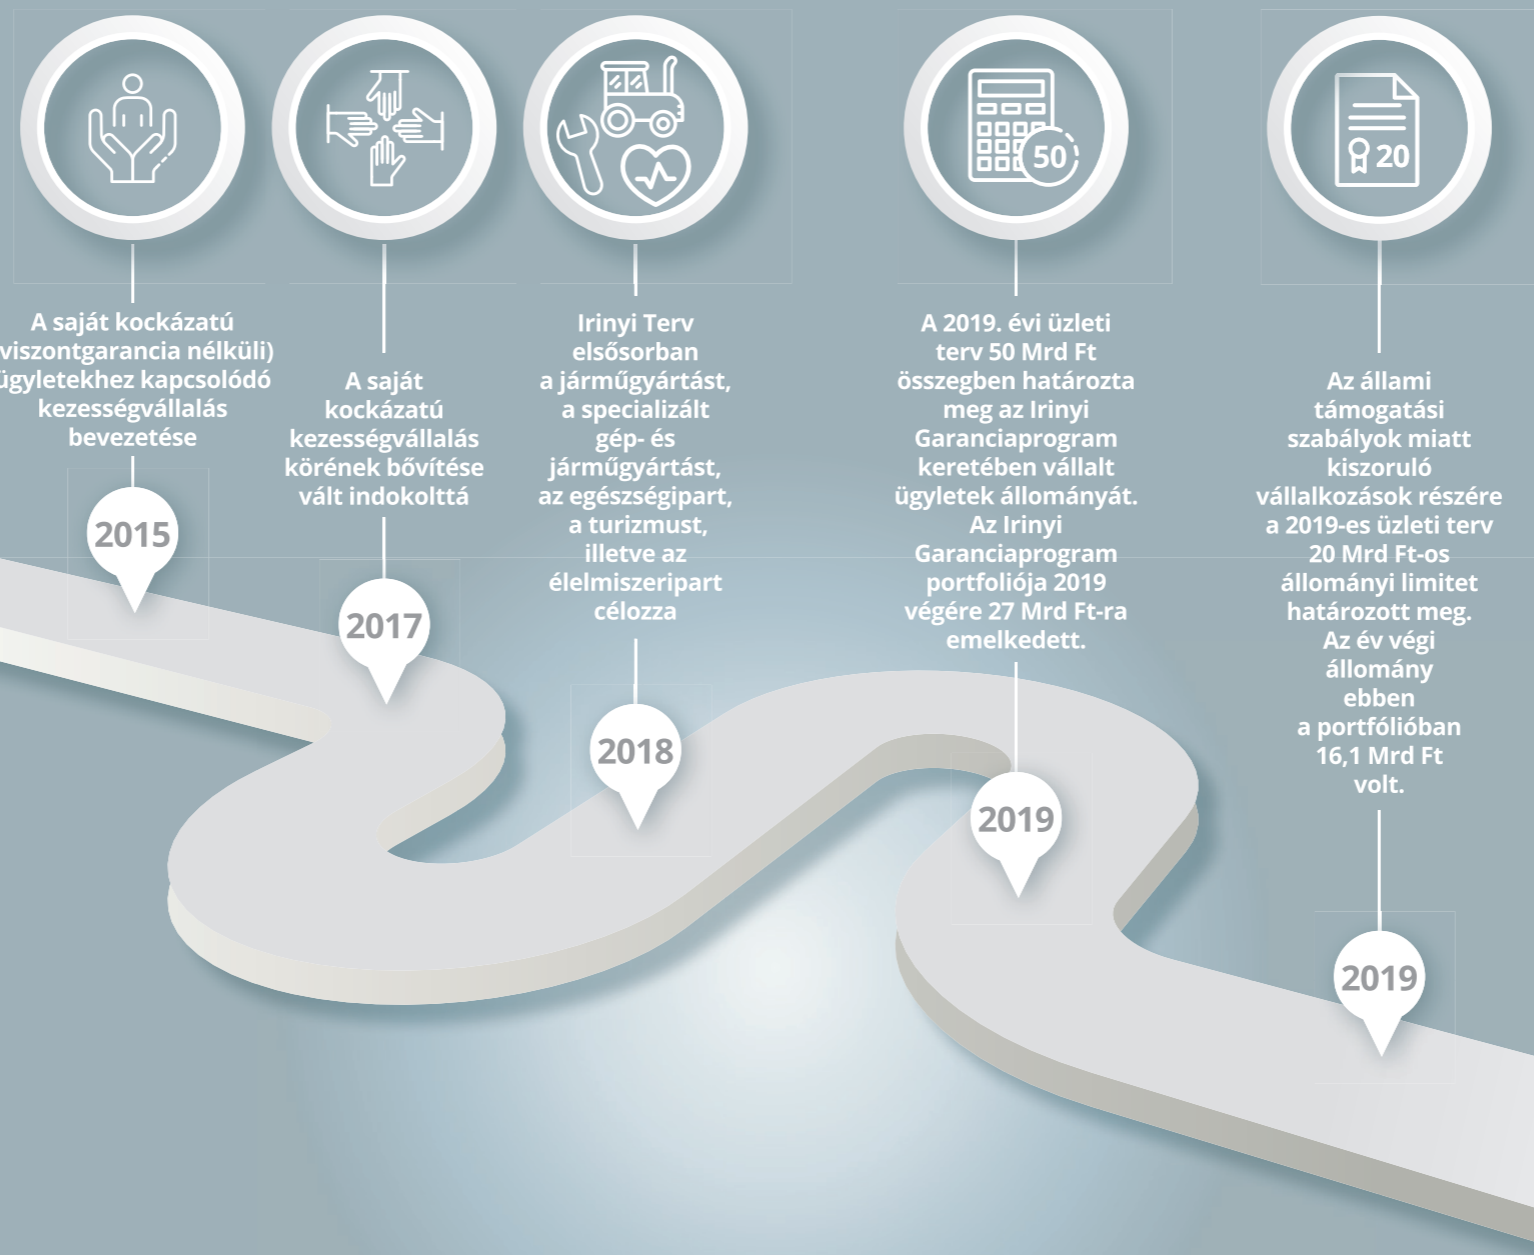 A saját kockázatú
viszontgarancia nélküli)
ügyletekhez kapcsolódó
kezességvállalás
bevezetése
2015
A saját
kockázatú
kezességvállalás
körének bővítése
vált indokolttá
2017
Irinyi Terv
elsősorban
a járműgyártást,
a specializált
gép- és
járműgyártást,
az egészségipart,
a turizmust,
illetve az
élelmiszeripart
célozza
2018
50
A 2019. évi üzleti
terv 50 Mrd Ft
összegben határozta
meg az Irinyi
Garanciaprogram
keretében vállalt
ügyletek állományát.
Az Irinyi
Garanciaprogram
portfoliója 2019
végére 27 Mrd Ft-ra
emelkedett.
2019
20
Az állami
támogatási
szabályok miatt
kiszoruló
vállalkozások részére
a 2019-es üzleti terv
20 Mrd Ft-os
állományi limitet
határozott meg.
Az év végi
állomány
ebben
a portfólióban
16,1 Mrd Ft
volt.
2019